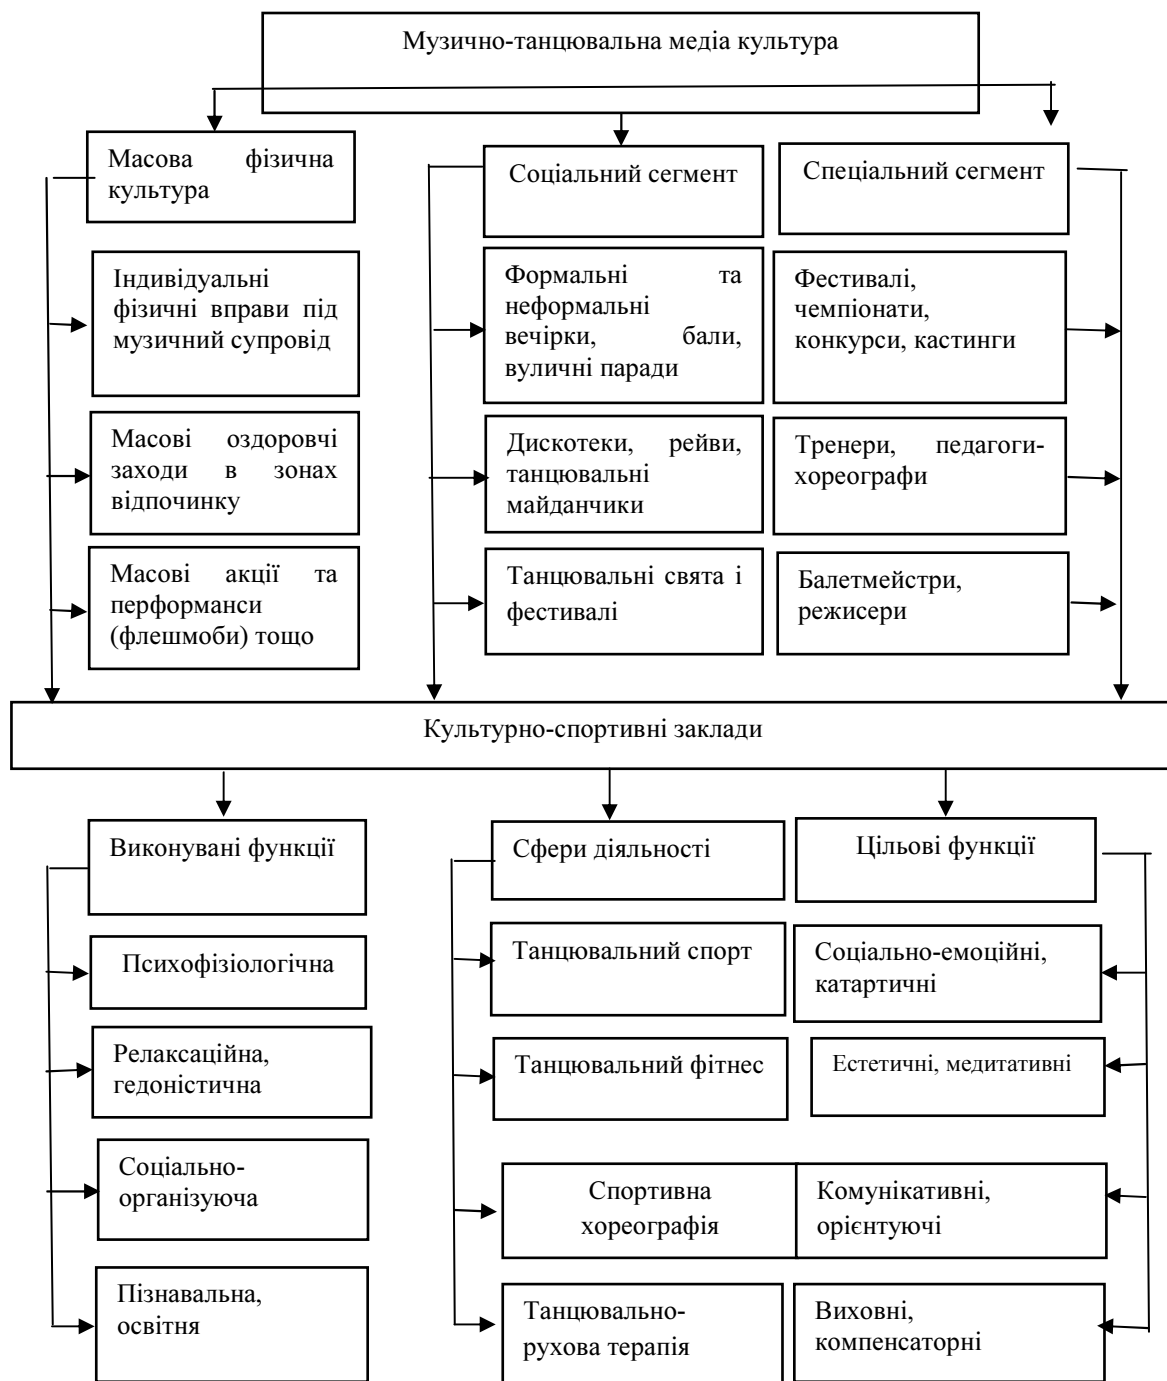 Музично-танцювальна медіа культура
Масова фізична
культура
Соціальний сегмент
Спеціальний сегмент
Індивідуальні
фізичні вправи під
музичний супровід
Формальні та
неформальні
вечірки, бали,
вуличні паради
Фестивалі,
чемпіонати,
конкурси, кастинги
Масові оздоровчі
заходи в зонах
відпочинку
Дискотеки, рейви,
танцювальні
майданчики
Тренери, педагоги-
хореографи
Масові акції та
перформанси
(флешмоби) тощо
Танцювальні свята і
фестивалі
Балетмейстри,
режисери
Культурно-спортивні заклади
Виконувані функції
Сфери діяльності
Цільові функції
Психофізіологічна
Танцювальний спорт
Соціально-емоційні,
катартичні
Релаксаційна,
гедоністична
Танцювальний фітнес
Естетичні, медитативні
Соціально-
організуюча
Спортивна
хореографія
Комунікативні,
орієнтуючі
Пізнавальна,
освітня
Танцювально-
рухова терапія
Виховні,
компенсаторні